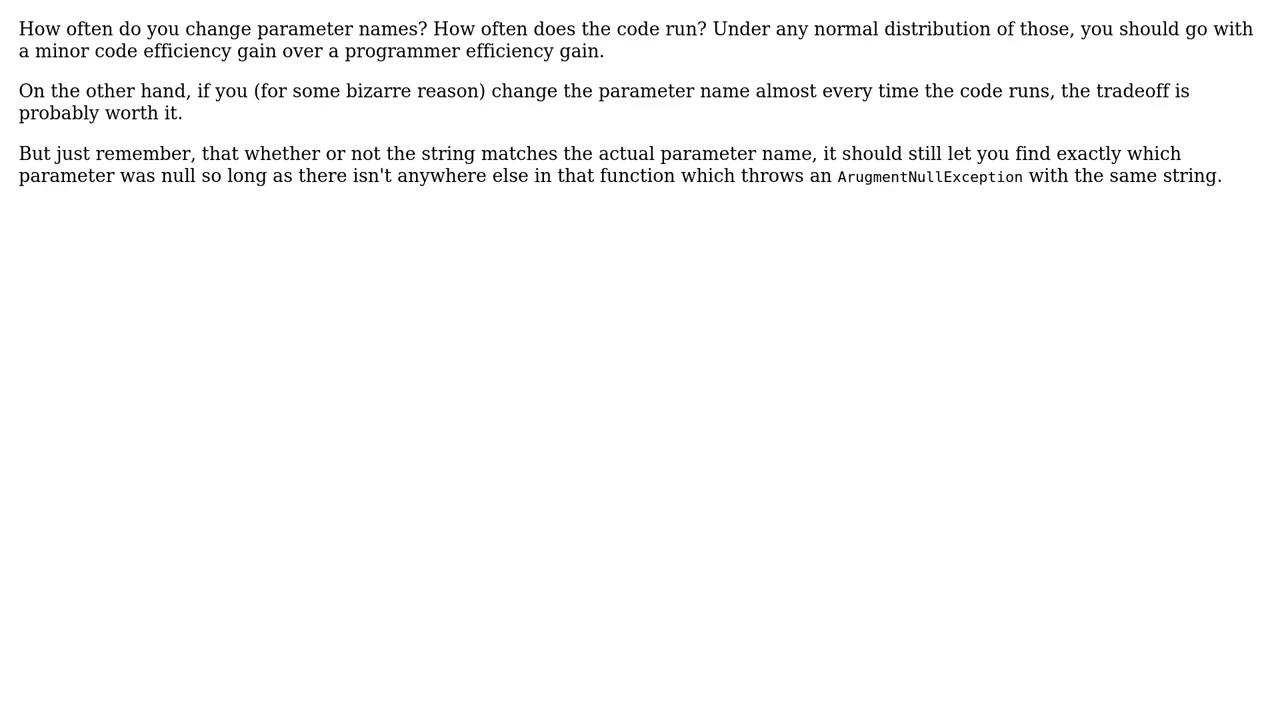 How often do you change parameter names? How often does the code run? Under any normal distribution of those, you should go with
a minor code efficiency gain over a programmer efficiency gain.
On the other hand, if you (for some bizarre reason) change the parameter name almost every time the code runs, the tradeoff is
probably worth it.
But just remember, that whether or not the string matches the actual parameter name, it should still let you find exactly which
parameter was null so long as there isn't anywhere else in that function which throws an ArugmentNullException with the same string.